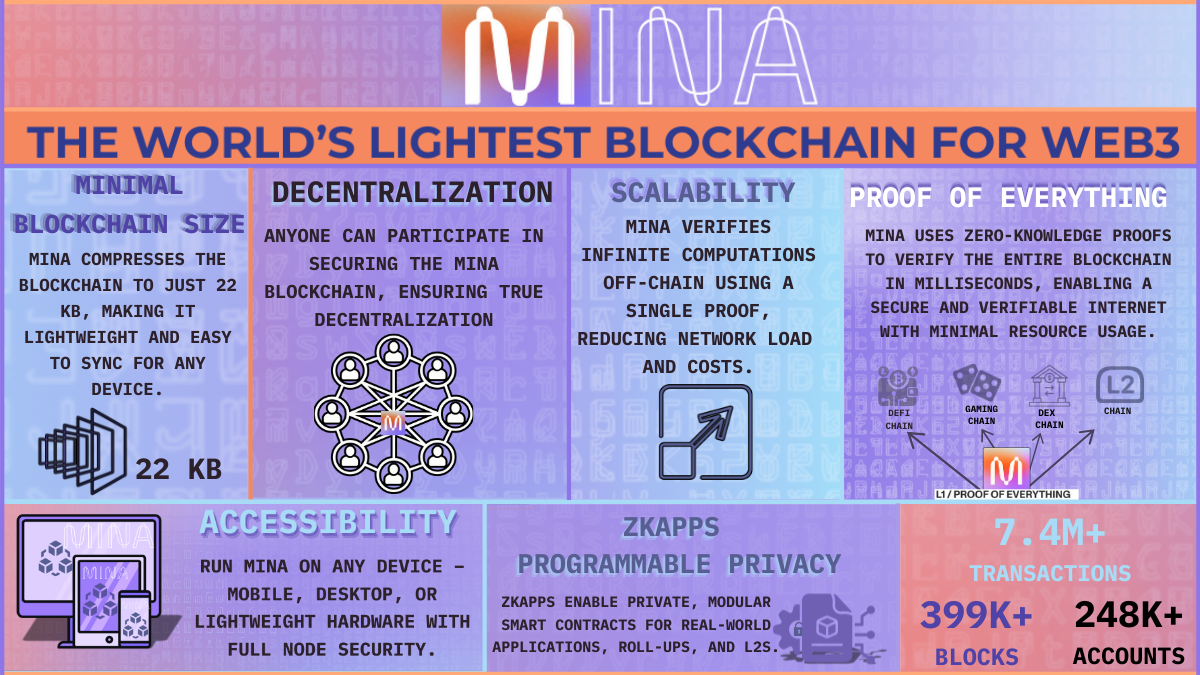 MINA
THE WORLD'S LIGHTEST BLOCKCHAIN FOR WEB3
MINIMAL
BLOCKCHAIN SIZE
MINA COMPRESSES THE
BLOCKCHAIN TO JUST 22
KB, MAKING IT
LIGHTWEIGHT AND EASY
TO SYNC FOR ANY
DEVICE.
22 KB
DECENTRALIZATION
ANYONE CAN PARTICIPATE IN
SECURING THE MINA
BLOCKCHAIN, ENSURING TRUE
DECENTRALIZATION
M
SCALABILITY
MINA VERIFIES
INFINITE COMPUTATIONS
OFF-CHAIN USING A
SINGLE PROOF,
REDUCING NETWORK LOAD
AND COSTS.
PROOF OF EVERYTHING
MINA USES ZERO-KNOWLEDGE PROOFS
TO VERIFY THE ENTIRE BLOCKCHAIN
IN MILLISECONDS, ENABLING A
SECURE AND VERIFIABLE INTERNET
WITH MINIMAL RESOURCE USAGE.
DEFI
CHAIN
GAMING
CHAIN
DEX
CHAIN
L2
CHAIN
M
L1 / PROOF OF EVERYTHING
MINA
MINA
ACCESSIBILITY
RUN MINA ON ANY DEVICE –
MOBILE, DESKTOP, OR
LIGHTWEIGHT HARDWARE WITH
FULL NODE SECURITY.
ZKAPPS
PROGRAMMABLE PRIVACY
ZKAPPS ENABLE PRIVATE, MODULAR
SMART CONTRACTS FOR REAL-WORLD
APPLICATIONS, ROLL-UPS, AND L2S.
7.4M+
TRANSACTIONS
399K+
BLOCKS
248K+
ACCOUNTS